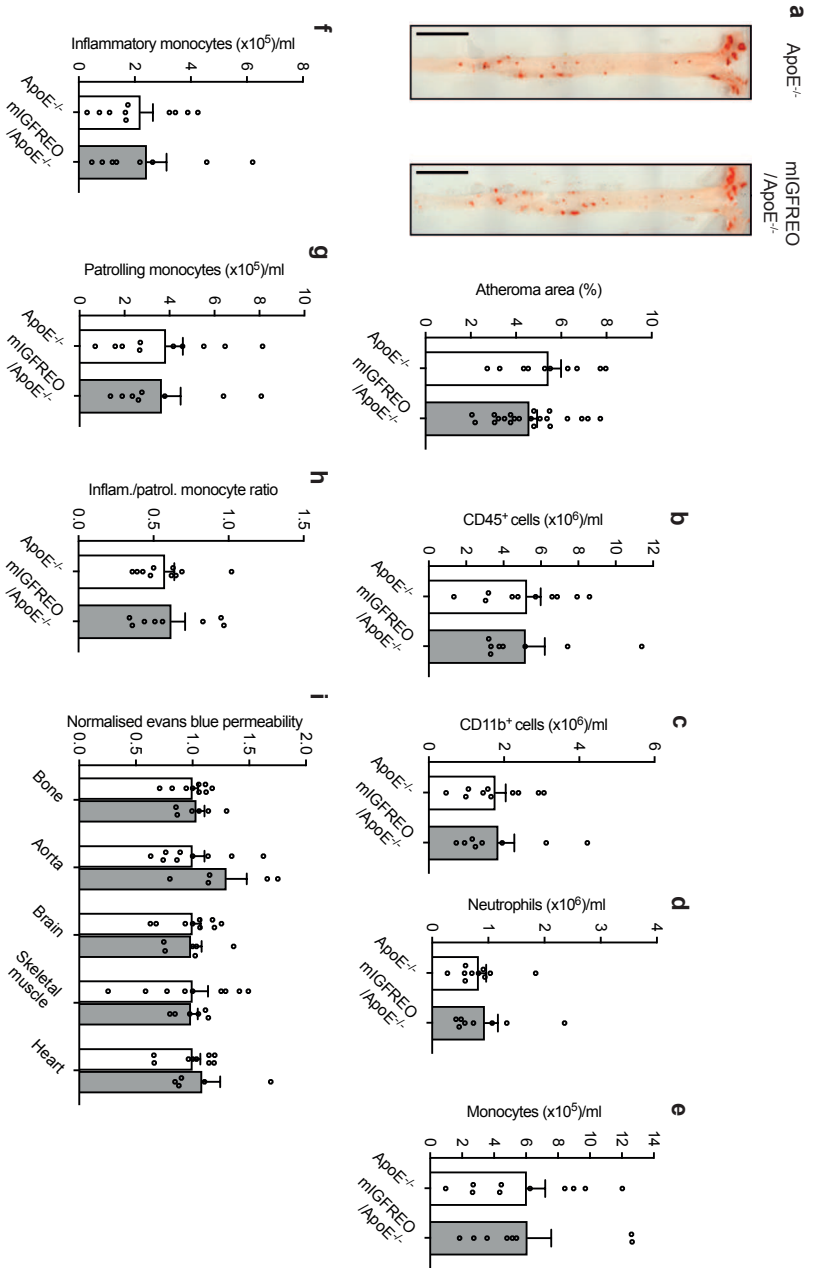 a
ApoE-/-
mIGFREO
/ApoE-/-
Atheroma area (%)
0
2
4
6
8
10
ApoE-/-
mIGFREO
/ApoE-/-
b
CD45+ cells (x10⁶)/ml
0
2
4
6
8
10
12
ApoE-/-
mIGFREO
/ApoE-/-
c
CD11b+ cells (x10⁶)/ml
0
2
4
6
ApoE-/-
mIGFREO
/ApoE-/-
d
Neutrophils (x10⁶)/ml
0
1
2
3
4
ApoE-/-
mIGFREO
/ApoE-/-
e
Monocytes (x10⁵)/ml
0
2
4
6
8
10
12
14
ApoE-/-
mIGFREO
/ApoE-/-
f
Inflammatory monocytes (x10⁵)/ml
0
2
4
6
8
ApoE-/-
mIGFREO
/ApoE-/-
g
Patrolling monocytes (x10⁵)/ml
0
2
4
6
8
10
ApoE-/-
mIGFREO
/ApoE-/-
h
Inflam./patrol. monocyte ratio
0.0
0.5
1.0
1.5
ApoE-/-
mIGFREO
/ApoE-/-
i
Normalised evans blue permeability
0.0
0.5
1.0
1.5
2.0
Bone
Aorta
Brain
Skeletal
muscle
Heart